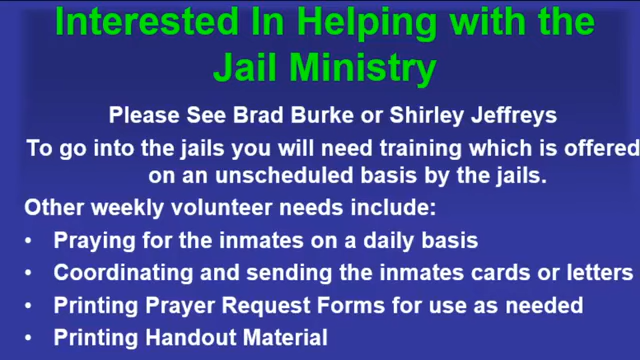 Interested In Helping with the
Jail Ministry
Please See Brad Burke or Shirley Jeffreys
To go into the jails you will need training which is offered
on an unscheduled basis by the jails.
Other weekly volunteer needs include:
• Praying for the inmates on a daily basis
• Coordinating and sending the inmates cards or letters
• Printing Prayer Request Forms for use as needed
• Printing Handout Material